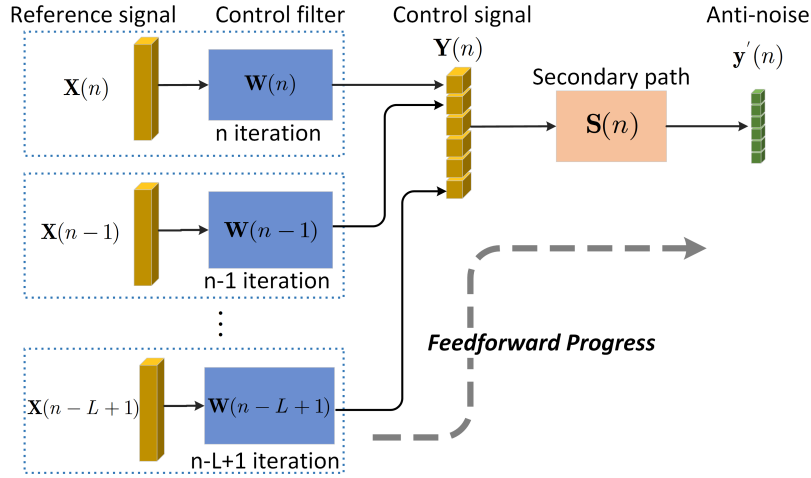 Reference signal
Control filter
Control signal
Anti-noise
X(n)
W(n)
n iteration
Y(n)
Secondary path
S(n)
y′(n)
X(n − 1)
W(n − 1)
n-1 iteration
⋮
Feedforward Progress
X(n − L + 1)
W(n − L + 1)
n-L+1 iteration